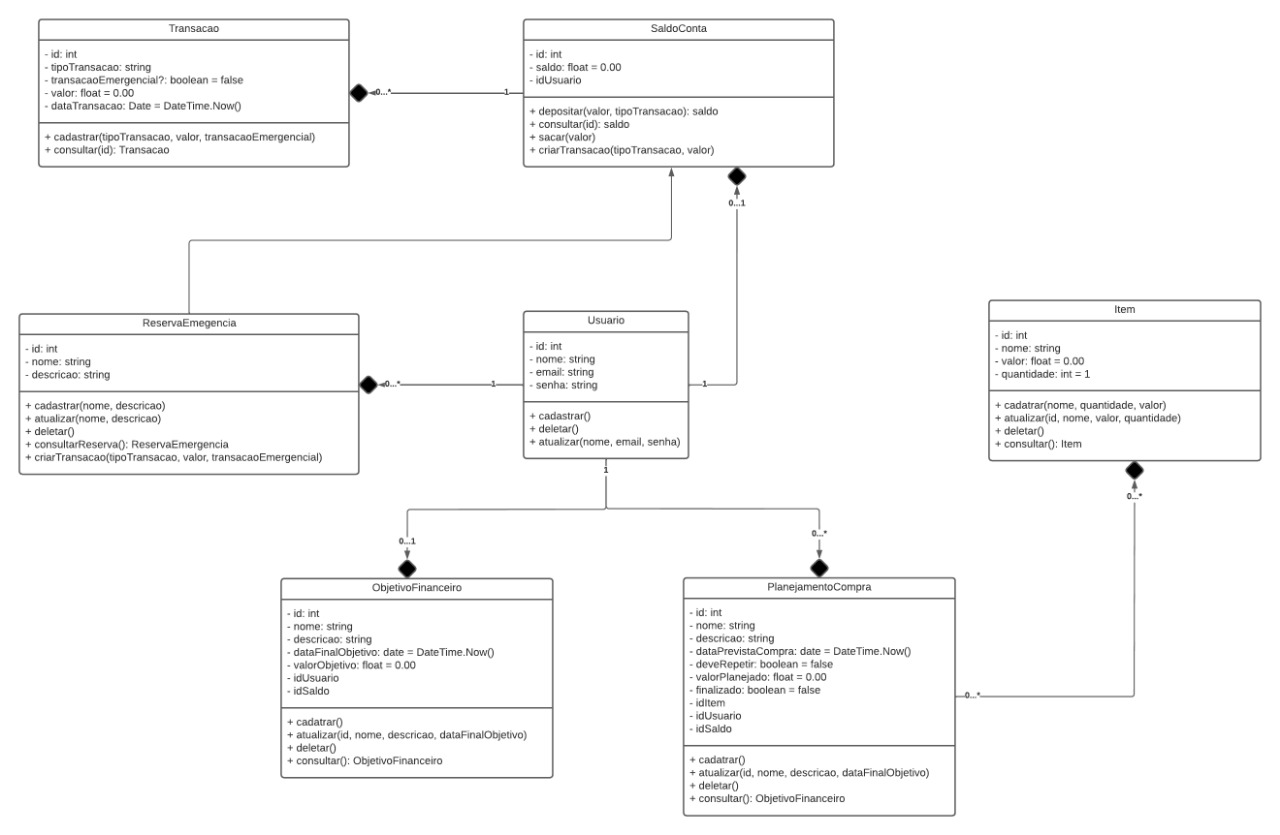 Transacao
- id: int
- tipoTransacao: string
- transacaoEmergencial?: boolean = false
- valor: float = 0.00
- dataTransacao: Date = DateTime.Now()
+ cadastrar(tipoTransacao, valor, transacaoEmergencial)
+ consultar(id): Transacao
0...*
1
SaldoConta
- id: int
- saldo: float = 0.00
- idUsuario
+ depositar(valor, tipoTransacao): saldo
+ consultar(id): saldo
+ sacar(valor)
+ criarTransacao(tipoTransacao, valor)
0...1
ReservaEmegencia
- id: int
- nome: string
- descricao: string
+ cadastrar(nome, descricao)
+ atualizar(nome, descricao)
+ deletar()
+ consultarReserva(): ReservaEmergencia
+ criarTransacao(tipoTransacao, valor, transacaoEmergencial)
0...*
1
Usuario
- id: int
- nome: string
- email: string
- senha: string
+ cadastrar()
+ deletar()
+ atualizar(nome, email, senha)
1
1
Item
- id: int
- nome: string
- valor: float = 0.00
- quantidade: int = 1
+ cadatrar(nome, quantidade, valor)
+ atualizar(id, nome, valor, quantidade)
+ deletar()
+ consultar(): Item
0...*
0...1
0...*
ObjetivoFinanceiro
- id: int
- nome: string
- descricao: string
- dataFinalObjetivo: date = DateTime.Now()
- valorObjetivo: float = 0.00
- idUsuario
- idSaldo
+ cadatrar()
+ atualizar(id, nome, descricao, dataFinalObjetivo)
+ deletar()
+ consultar(): ObjetivoFinanceiro
PlanejamentoCompra
- id: int
- nome: string
- descricao: string
- dataPrevistaCompra: date = DateTime.Now()
- deveRepetir: boolean = false
- valorPlanejado: float = 0.00
- finalizado: boolean = false
- idItem
- idUsuario
- idSaldo
+ cadatrar()
+ atualizar(id, nome, descricao, dataFinalObjetivo)
+ deletar()
+ consultar(): ObjetivoFinanceiro
0...*